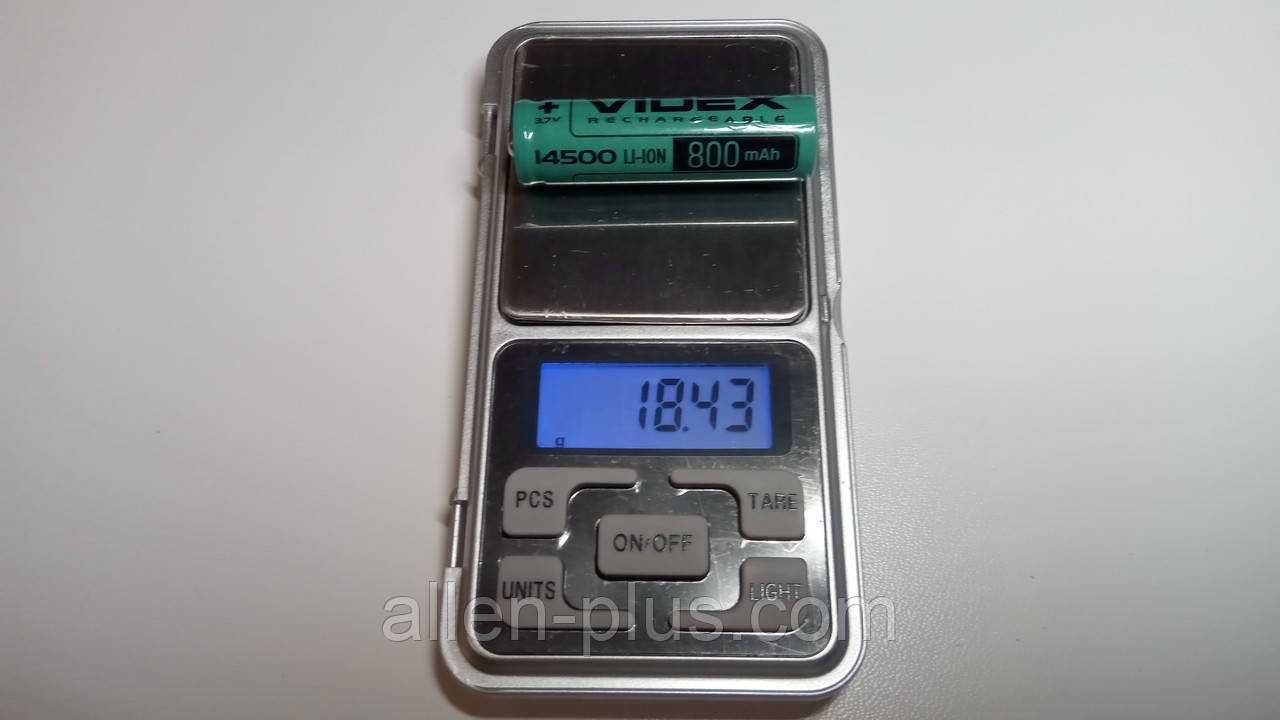 VIDEX
+
3.7V
RECHARGEABLE
14500 LI-ION 800 mAh
18.43
g
PCS
TARE
ON/OFF
UNITS
LIGHT
allen-plus.com